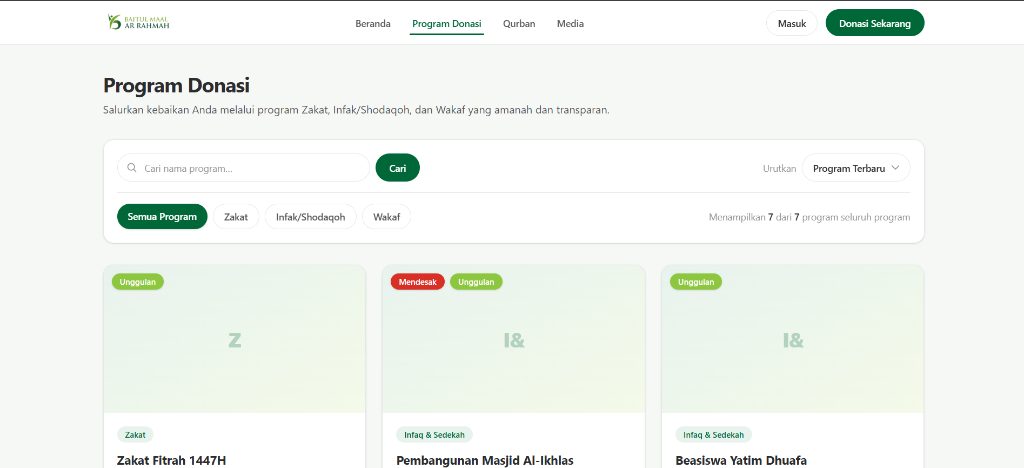 BAITUL MAAL
AR RAHMAH
Beranda Program Donasi Qurban Media Masuk Donasi Sekarang
Program Donasi
Salurkan kebaikan Anda melalui program Zakat, Infak/Shodaqoh, dan Wakaf yang amanah dan transparan.
Cari nama program... Cari Urutkan Program Terbaru
Semua Program Zakat Infak/Shodaqoh Wakaf Menampilkan 7 dari 7 program seluruh program
Unggulan Mendesak Unggulan Unggulan
Z I& I&
Zakat Infaq & Sedekah Infaq & Sedekah
Zakat Fitrah 1447H Pembangunan Masjid Al-Ikhlas Beasiswa Yatim Dhuafa